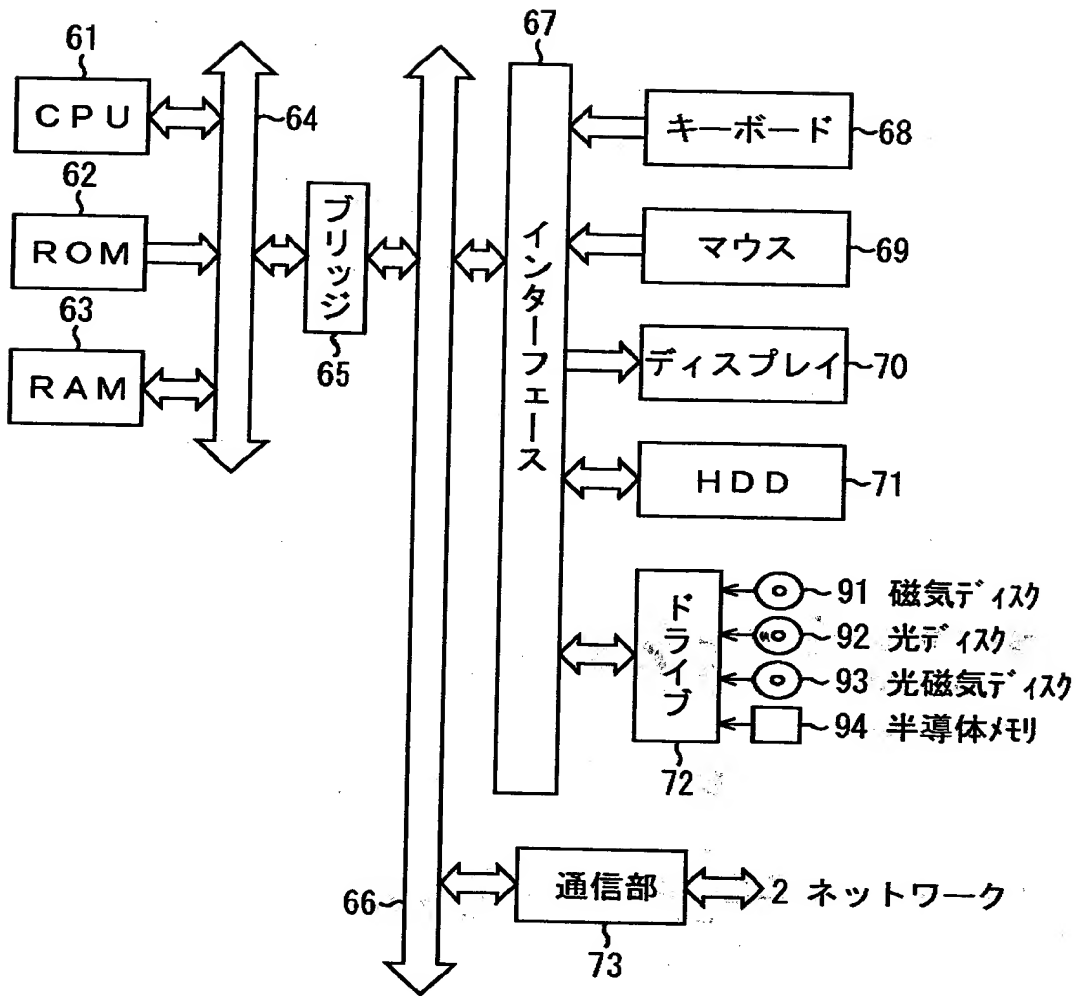 61
CPU
62
ROM
63
RAM
64
ブリッジ
65
66
67
インターフェース
キーボード 68
マウス 69
ディスプレイ 70
HDD 71
ドライブ
72
91 磁気ディスク
92 光ディスク
93 光磁気ディスク
94 半導体メモリ
通信部
73
2 ネットワーク